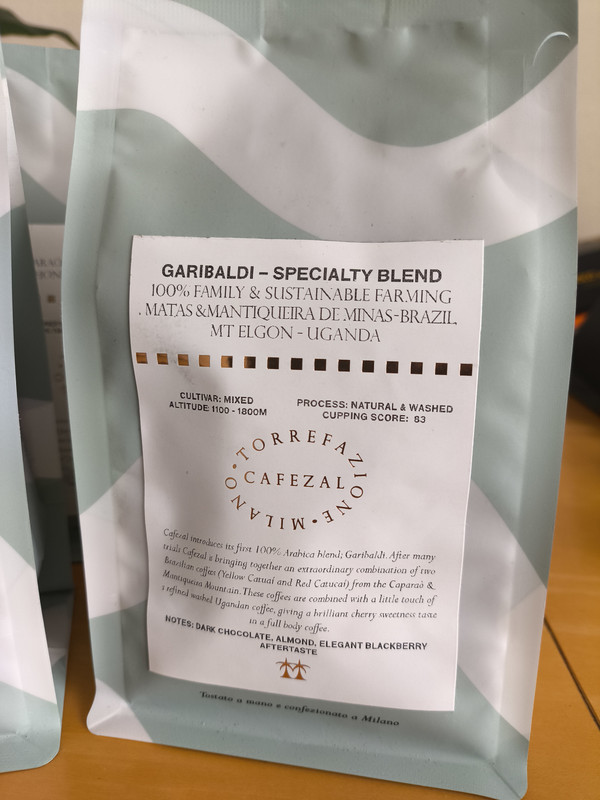 GARIBALDI – SPECIALTY BLEND
100% FAMILY & SUSTAINABLE FARMING
. MATAS &MANTIQUEIRA DE MINAS-BRAZIL
MT ELGON - UGANDA
CULTIVAR: MIXED
ALTITUDE: 1100 - 1800M
PROCESS: NATURAL & WASHED
CUPPING SCORE: 83
TORREFAZIONE • MILANO •
CAFEZAL
Cafezal introduces its first 100% Arabica blend; Garibaldi. After many
trials Cafezal is bringing together an extraordinary combination of two
Brazilian coffees (Yellow Catuai and Red Catucai) from the Caparaò &
Mantiqueiras Mountain. These coffees are combined with a little touch of
a refined washed Ugandan coffee, giving a brilliant cherry sweetness taste
in a full body coffee.
NOTES: DARK CHOCOLATE, ALMOND, ELEGANT BLACKBERRY
AFTERTASTE
Tostato a mano e confezionato a Milano